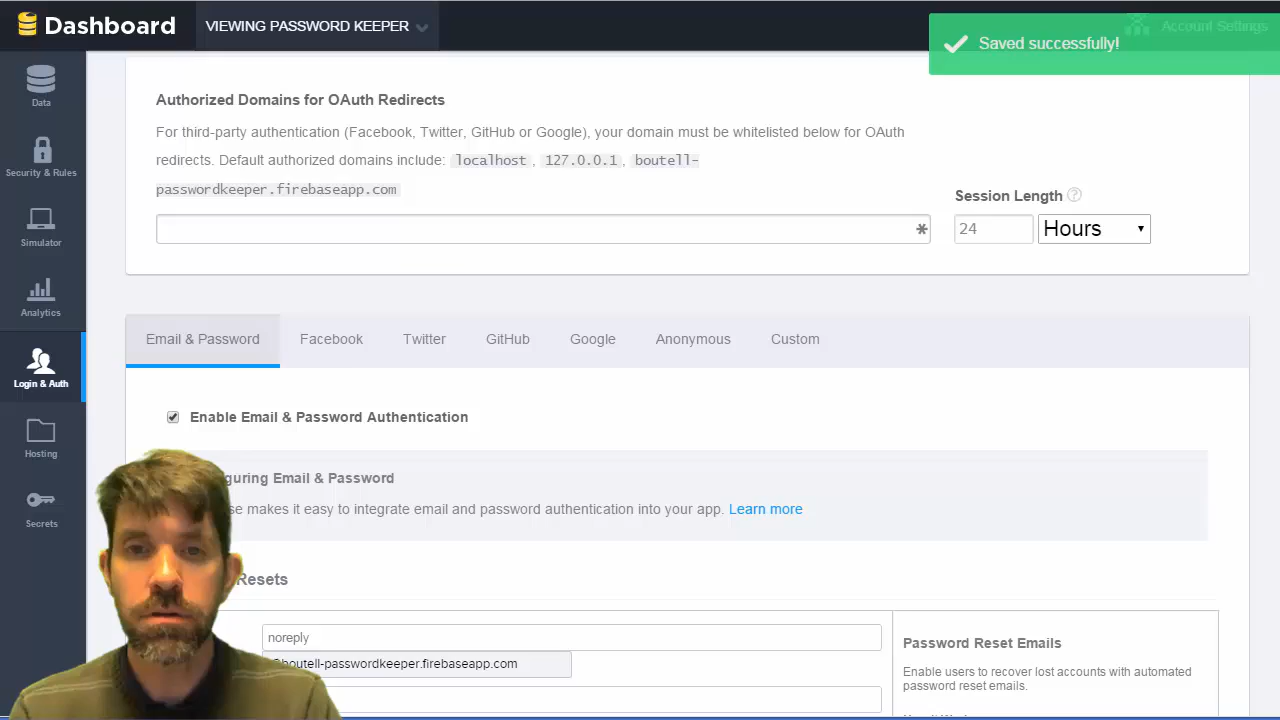 Dashboard
VIEWING PASSWORD KEEPER
Account Settings
Saved successfully!
Data
Security & Rules
Simulator
Analytics
Login & Auth
Hosting
Secrets
Authorized Domains for OAuth Redirects
For third-party authentication (Facebook, Twitter, GitHub or Google), your domain must be whitelisted below for OAuth
redirects. Default authorized domains include: localhost, 127.0.0.1, boutell-
passwordkeeper.firebaseapp.com
*
Session Length ?
24 Hours
Email & Password Facebook Twitter GitHub Google Anonymous Custom
Enable Email & Password Authentication
guring Email & Password
se makes it easy to integrate email and password authentication into your app. Learn more
Resets
noreply
boutell-passwordkeeper.firebaseapp.com
Password Reset Emails
Enable users to recover lost accounts with automated
password reset emails.